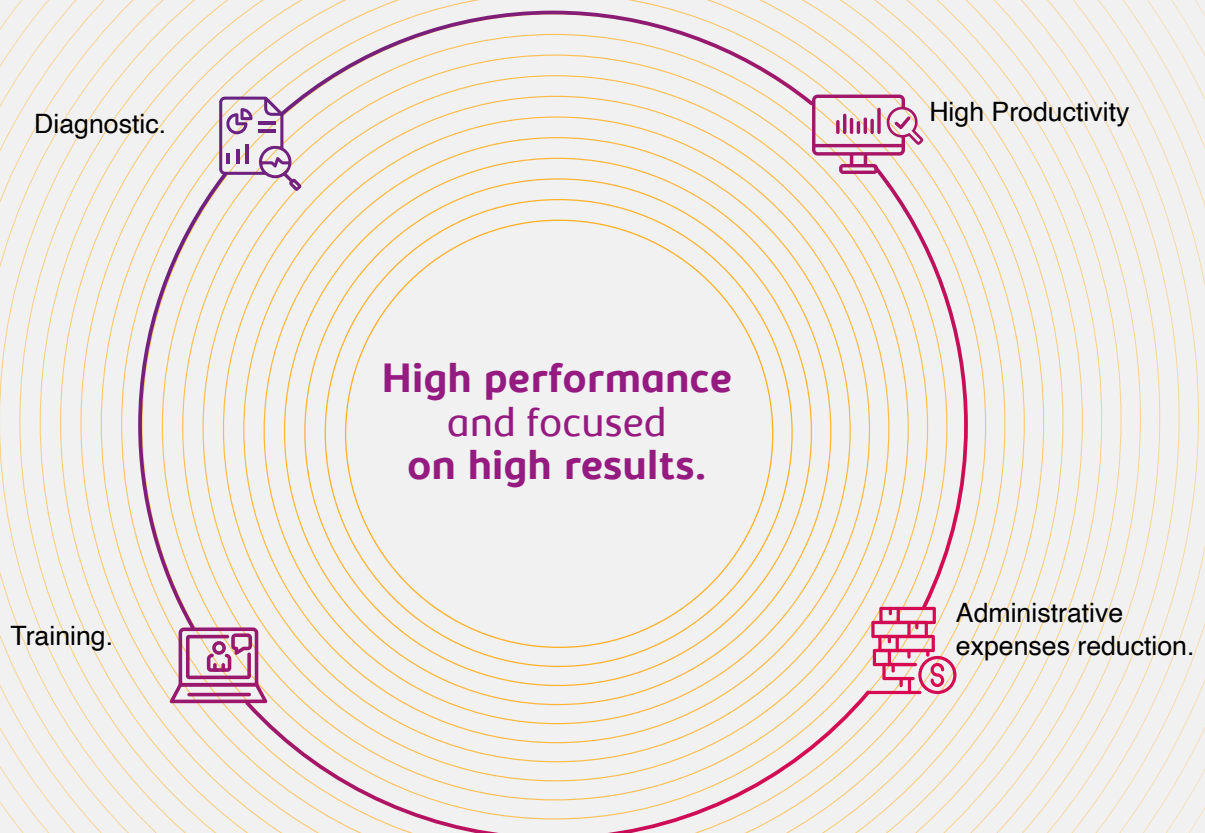 Diagnostic.
High Productivity
High performance
and focused
on high results.
Training.
Administrative
expenses reduction.